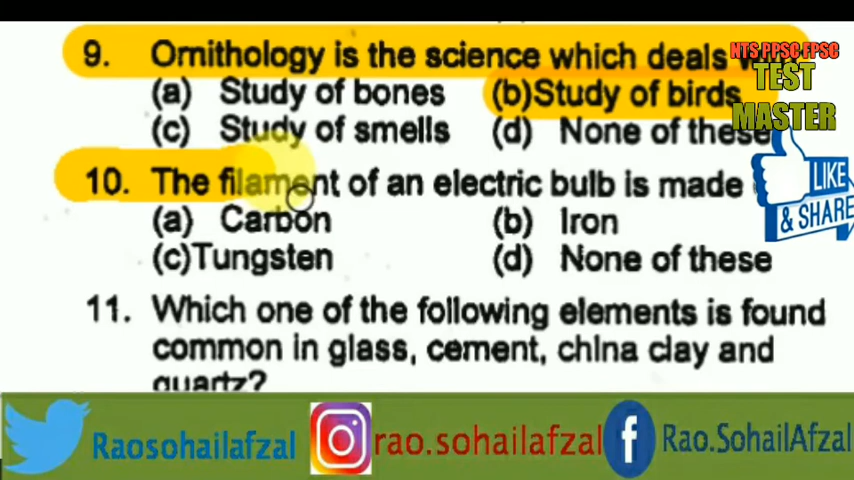 NTS PPSC FPSC
TEST
MASTER
9. Ornithology is the science which deals
(a) Study of bones (b)Study of birds
(c) Study of smells (d) None of these
10. The filament of an electric bulb is made
(a) Carbon (b) Iron
(c)Tungsten (d) None of these
LIKE
& SHARE
11. Which one of the following elements is found
common in glass, cement, china clay and
quartz?
Raosohailafzal rao.sohailafzal Rao.SohailAfzal